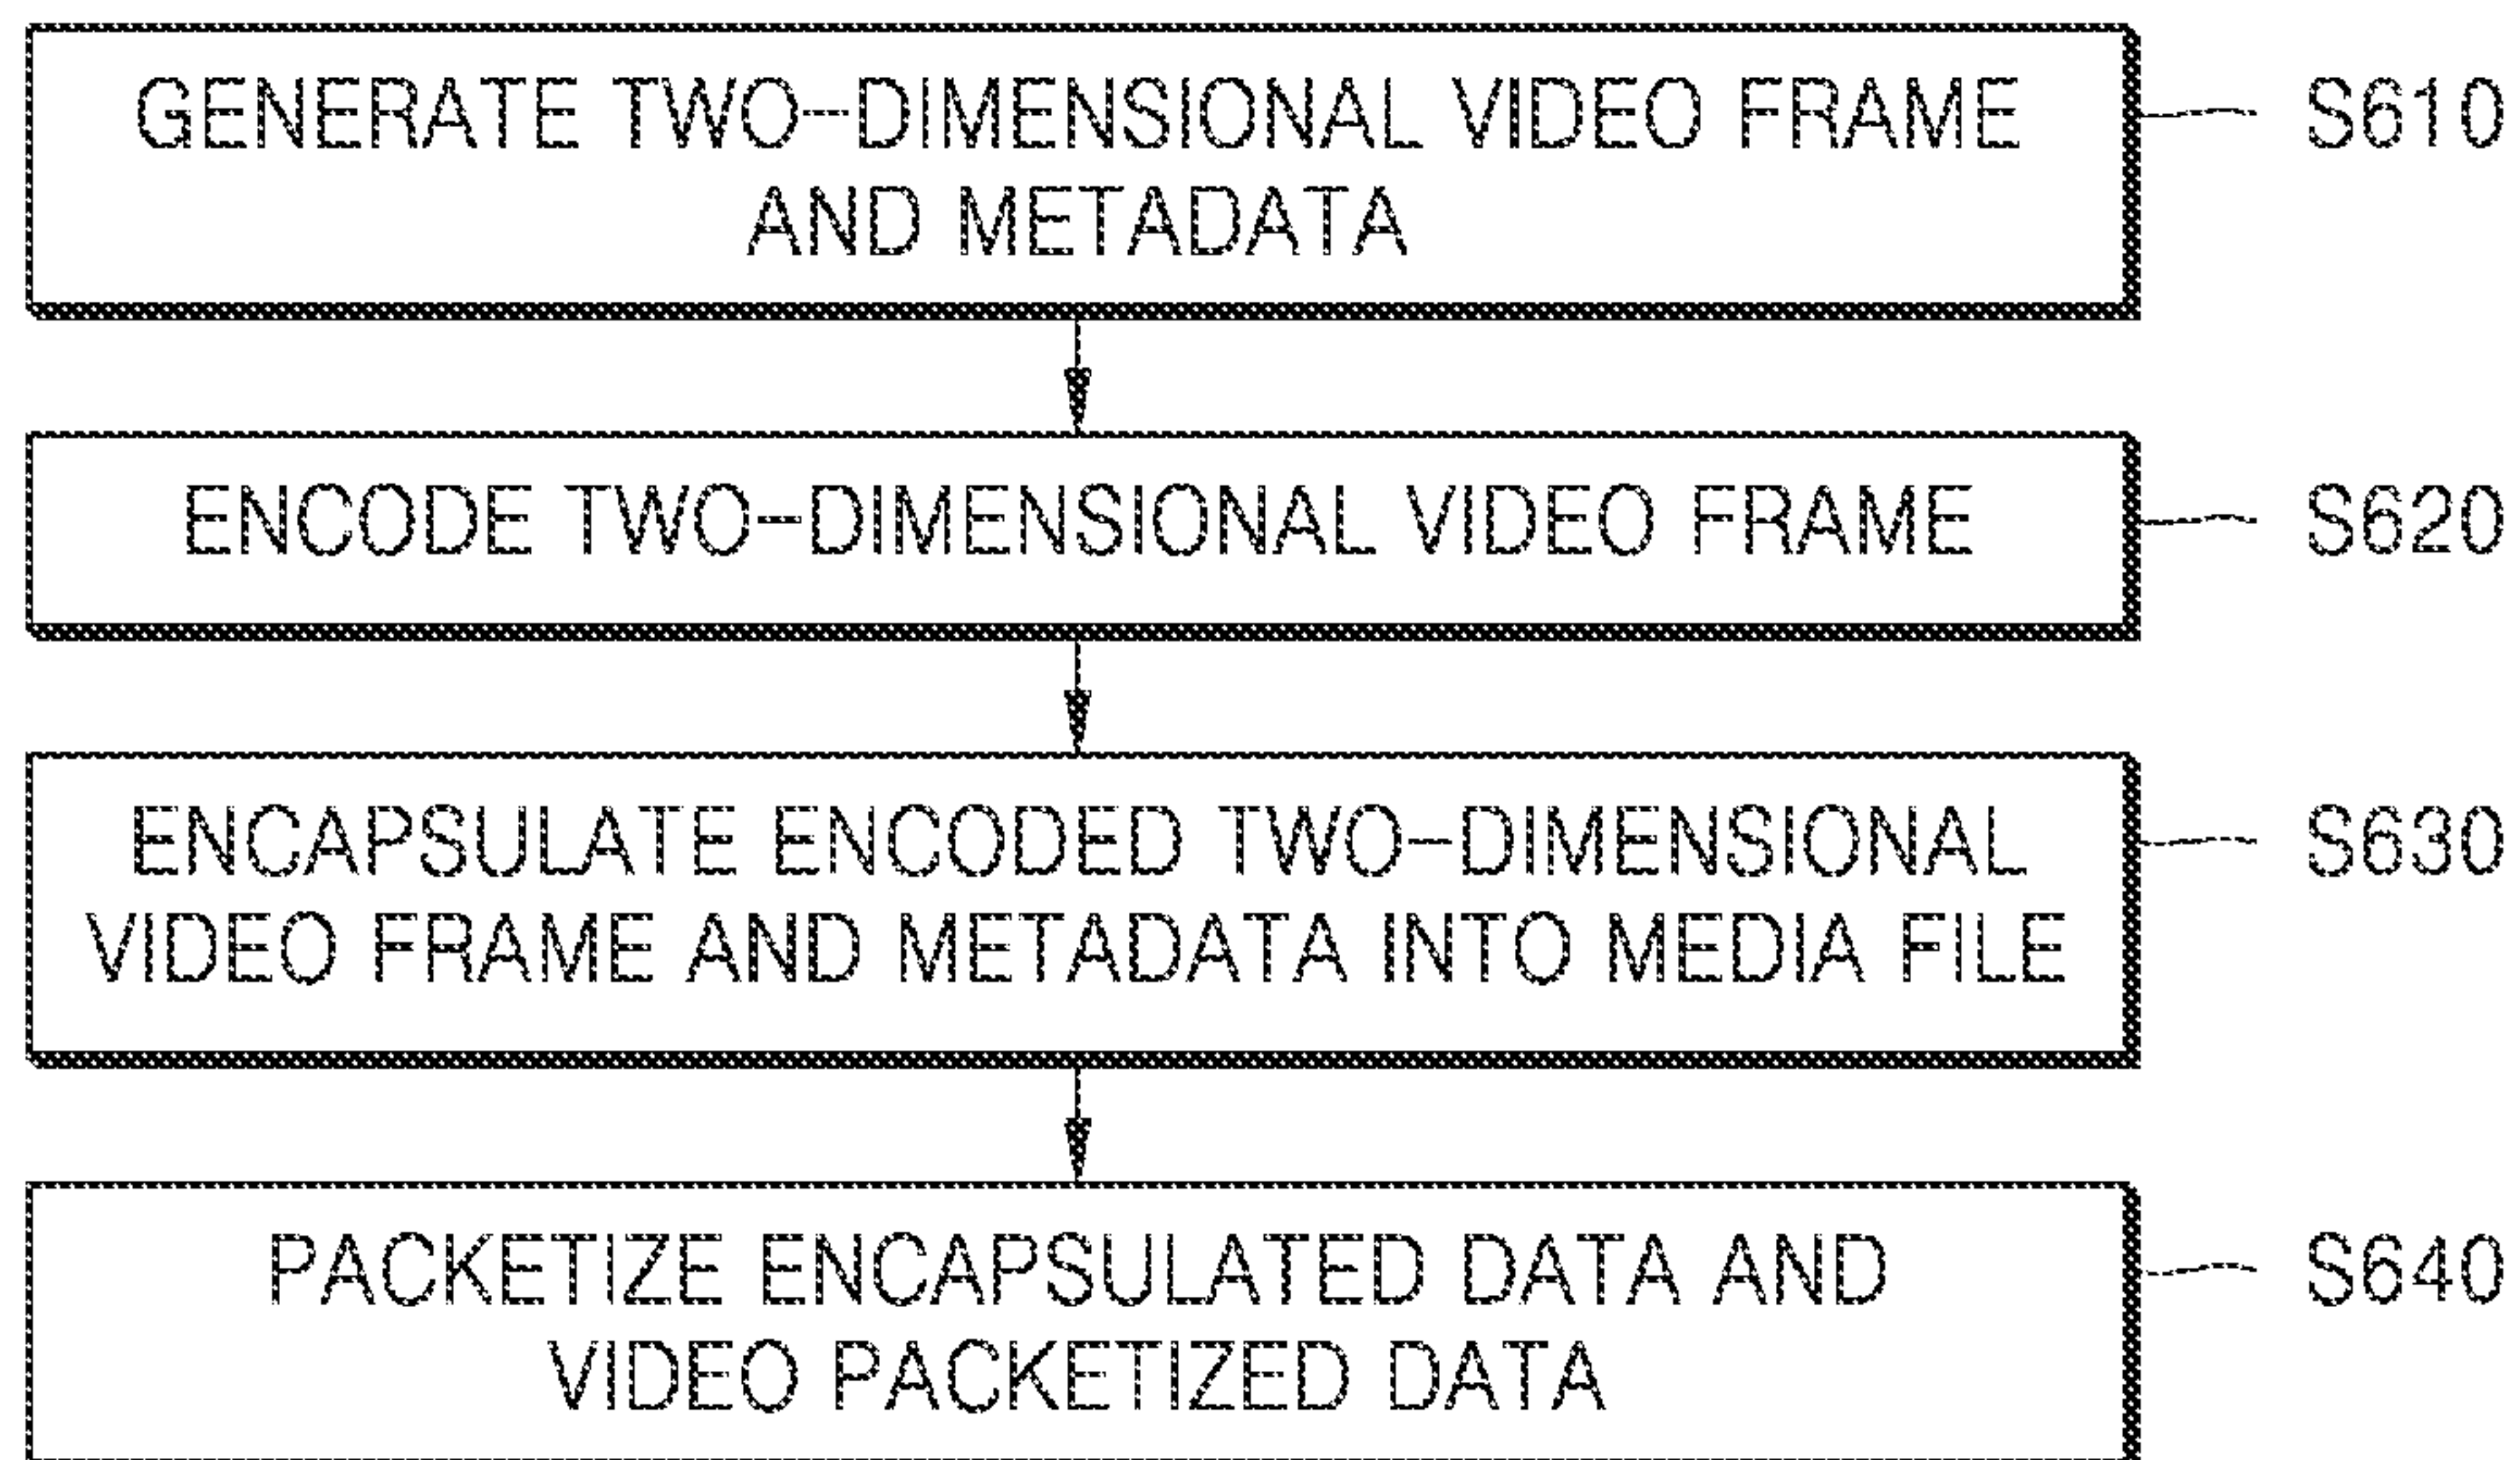 GENERATE TWO-DIMENSIONAL VIDEO FRAME S610
AND METADATA
ENCODE TWO-DIMENSIONAL VIDEO FRAME S620
ENCAPSULATE ENCODED TWO-DIMENSIONAL S630
VIDEO FRAME AND METADATA INTO MEDIA FILE
PACKETIZE ENCAPSULATED DATA AND S640
VIDEO PACKETIZED DATA